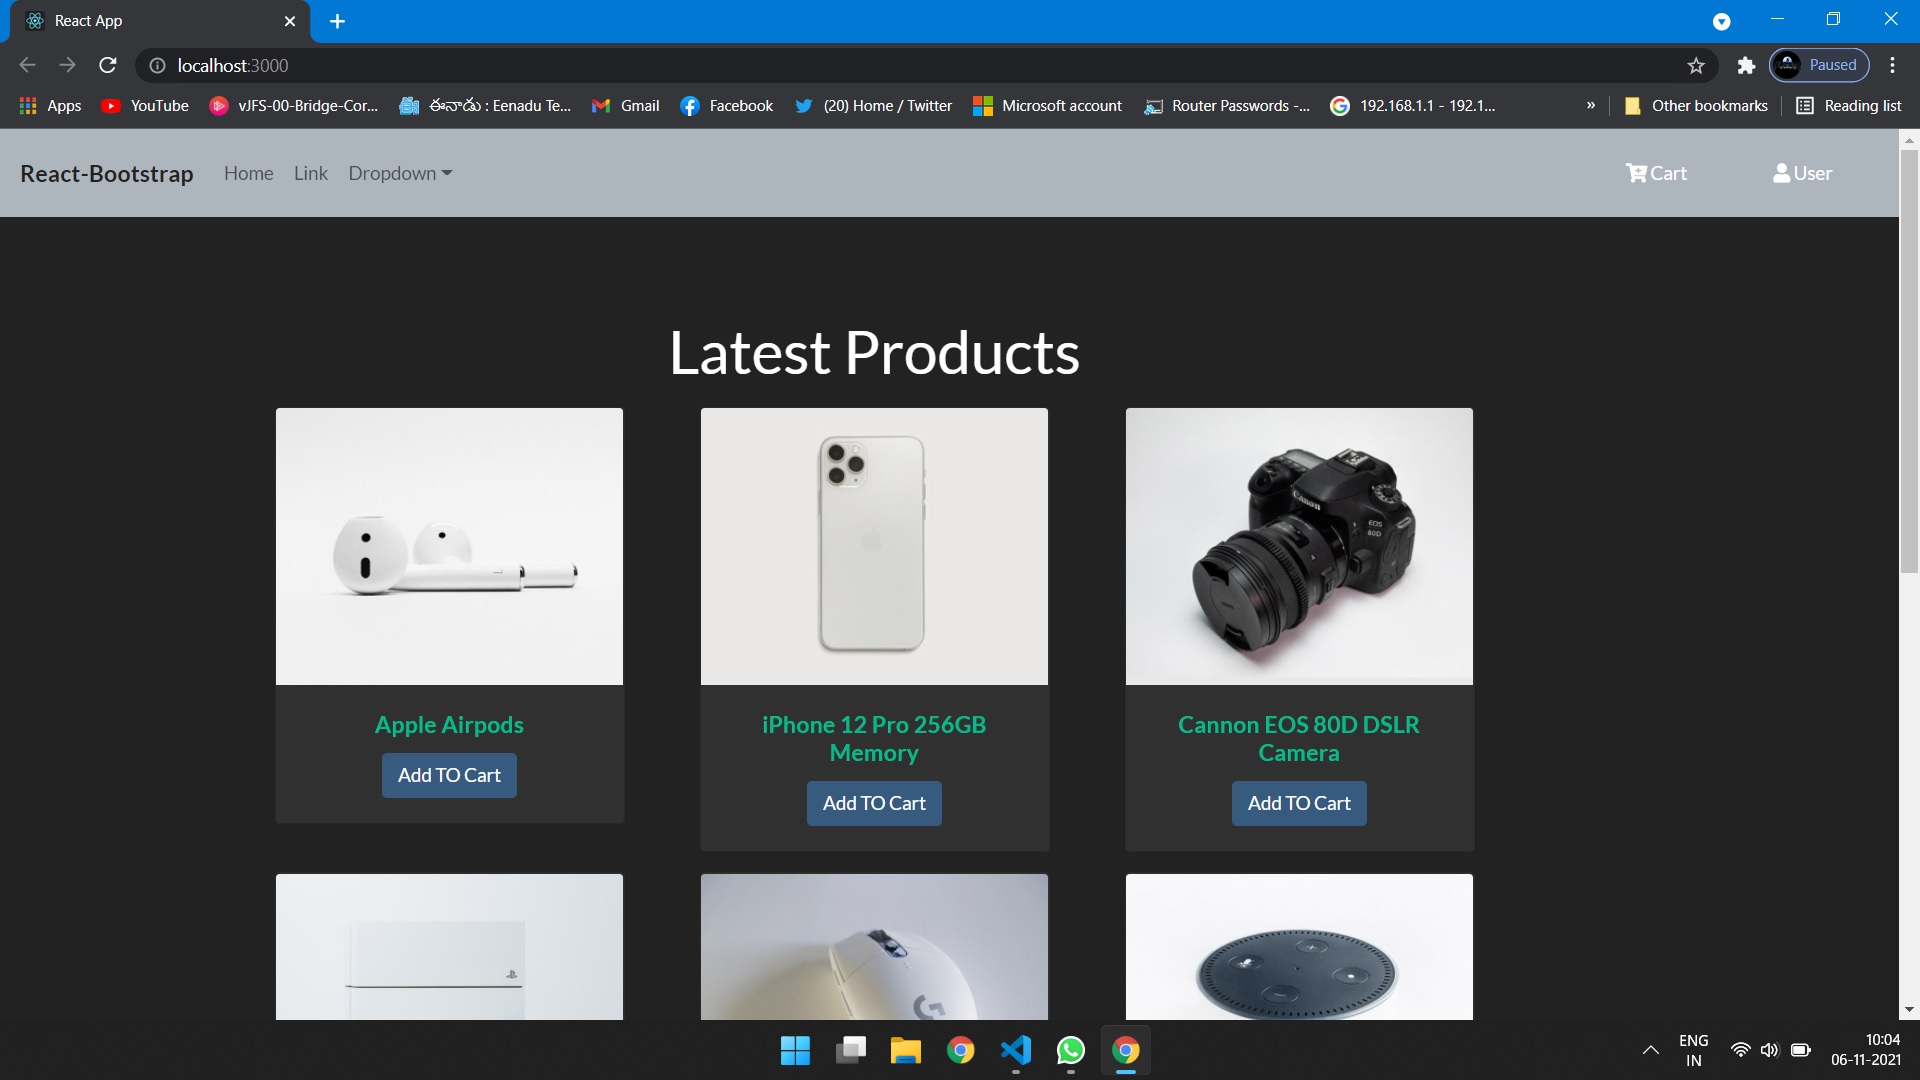 React App
localhost:3000
Paused
Apps
YouTube
vJFS-00-Bridge-Cor...
ఈనాడు : Eenadu Te...
Gmail
Facebook
(20) Home / Twitter
Microsoft account
Router Passwords -...
192.168.1.1 - 192.1...
»
Other bookmarks
Reading list
React-Bootstrap
Home
Link
Dropdown
Cart
User
Latest Products
Canon
EOS
80D
Apple Airpods
Add TO Cart
iPhone 12 Pro 256GB
Memory
Add TO Cart
Cannon EOS 80D DSLR
Camera
Add TO Cart
G
ENG
IN
10:04
06-11-2021